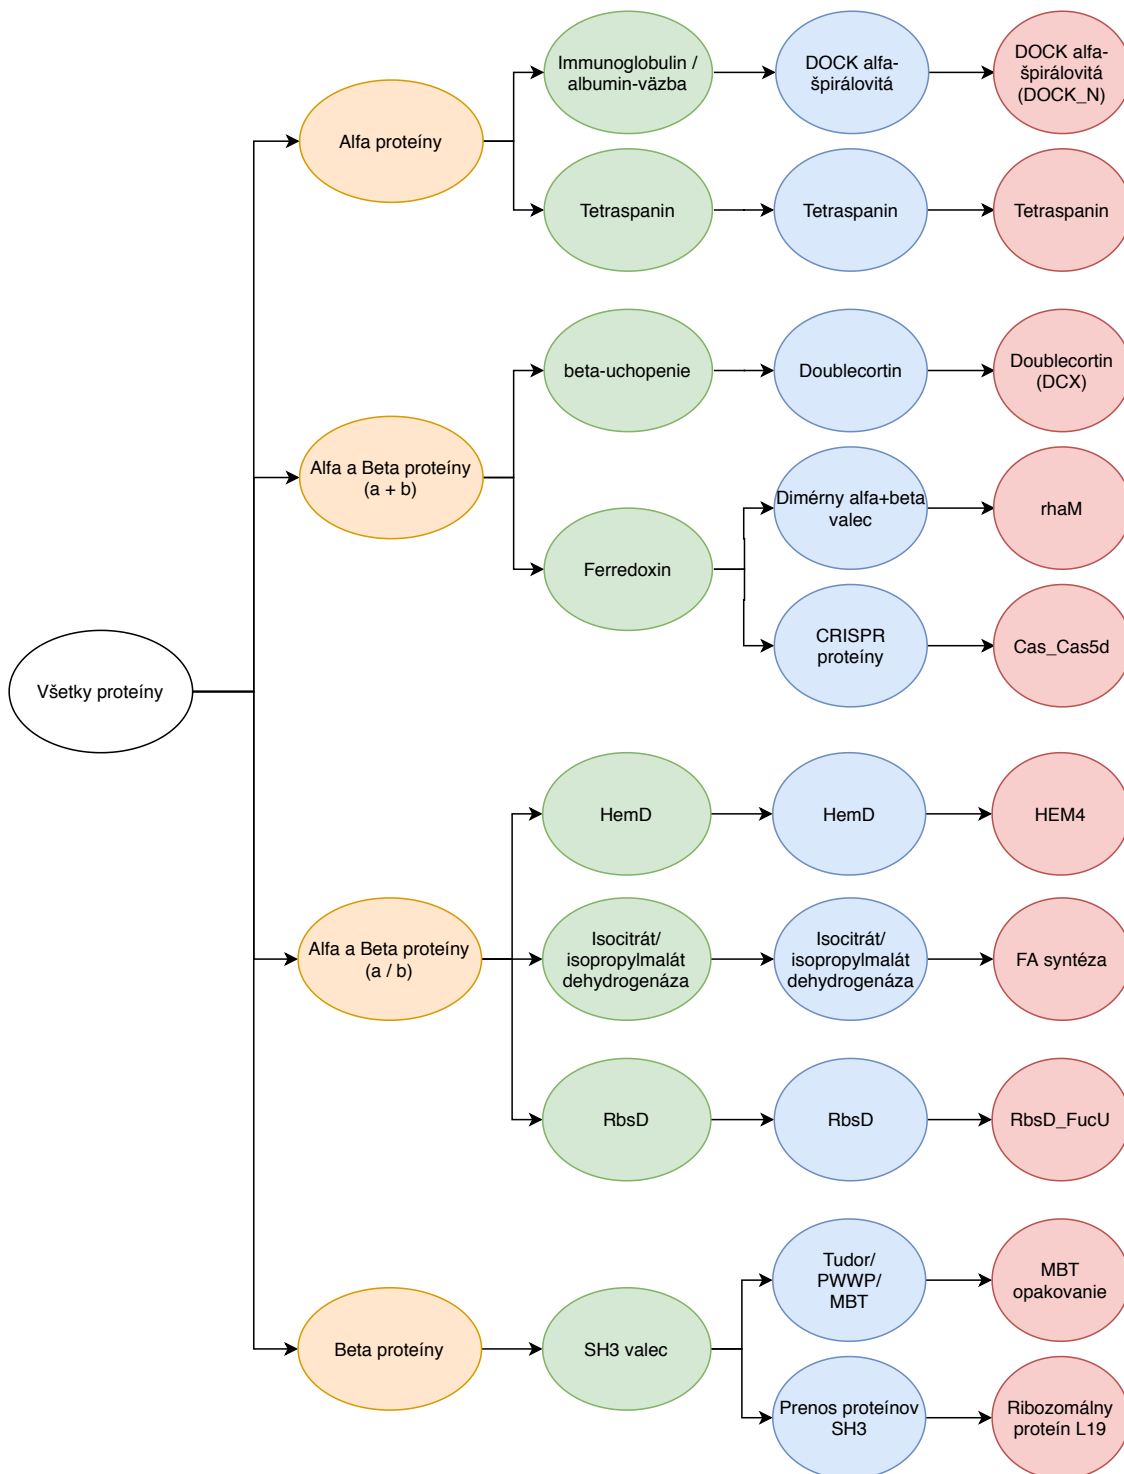 Immunoglobulin /
albumin-väzba
DOCK alfa-
špirálovitá
DOCK alfa-
špirálovitá
(DOCK_N)
Alfa proteíny
Tetraspanin
Tetraspanin
Tetraspanin
beta-uchopenie
Doublecortin
Doublecortin
(DCX)
Alfa a Beta proteíny
(a + b)
Dimérny alfa+beta
valec
rhaM
Ferredoxin
CRISPR
proteíny
Cas_Cas5d
Všetky proteíny
HemD
HemD
HEM4
Alfa a Beta proteíny
(a / b)
Isocitrát/
isopropylmalát
dehydrogenáza
Isocitrát/
isopropylmalát
dehydrogenáza
FA syntéza
RbsD
RbsD
RbsD_FucU
Tudor/
PWWP/
MBT
MBT
opakovanie
Beta proteíny
SH3 valec
Prenos proteínov
SH3
Ribozomálny
proteín L19